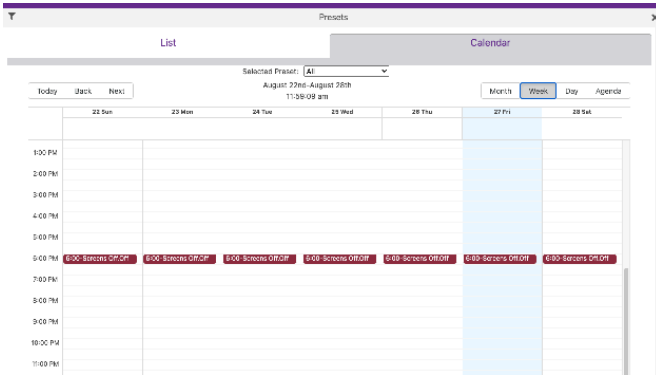 Presets
List Calendar
Selected Preset: All
Today Back Next
August 22nd-August 28th
11:59:09 am
Month Week Day Agenda
22 Sun 23 Mon 24 Tue 25 Wed 26 Thu 27 Fri 28 Sat
1:00 PM
2:00 PM
3:00 PM
4:00 PM
5:00 PM
6:00 PM 6:00-Screens Off.Off 6:00-Screens Off.Off 6:00-Screens Off.Off 6:00-Screens Off.Off 6:00-Screens Off.Off 6:00-Screens Off.Off 6:00-Screens Off.Off
7:00 PM
8:00 PM
9:00 PM
10:00 PM
11:00 PM